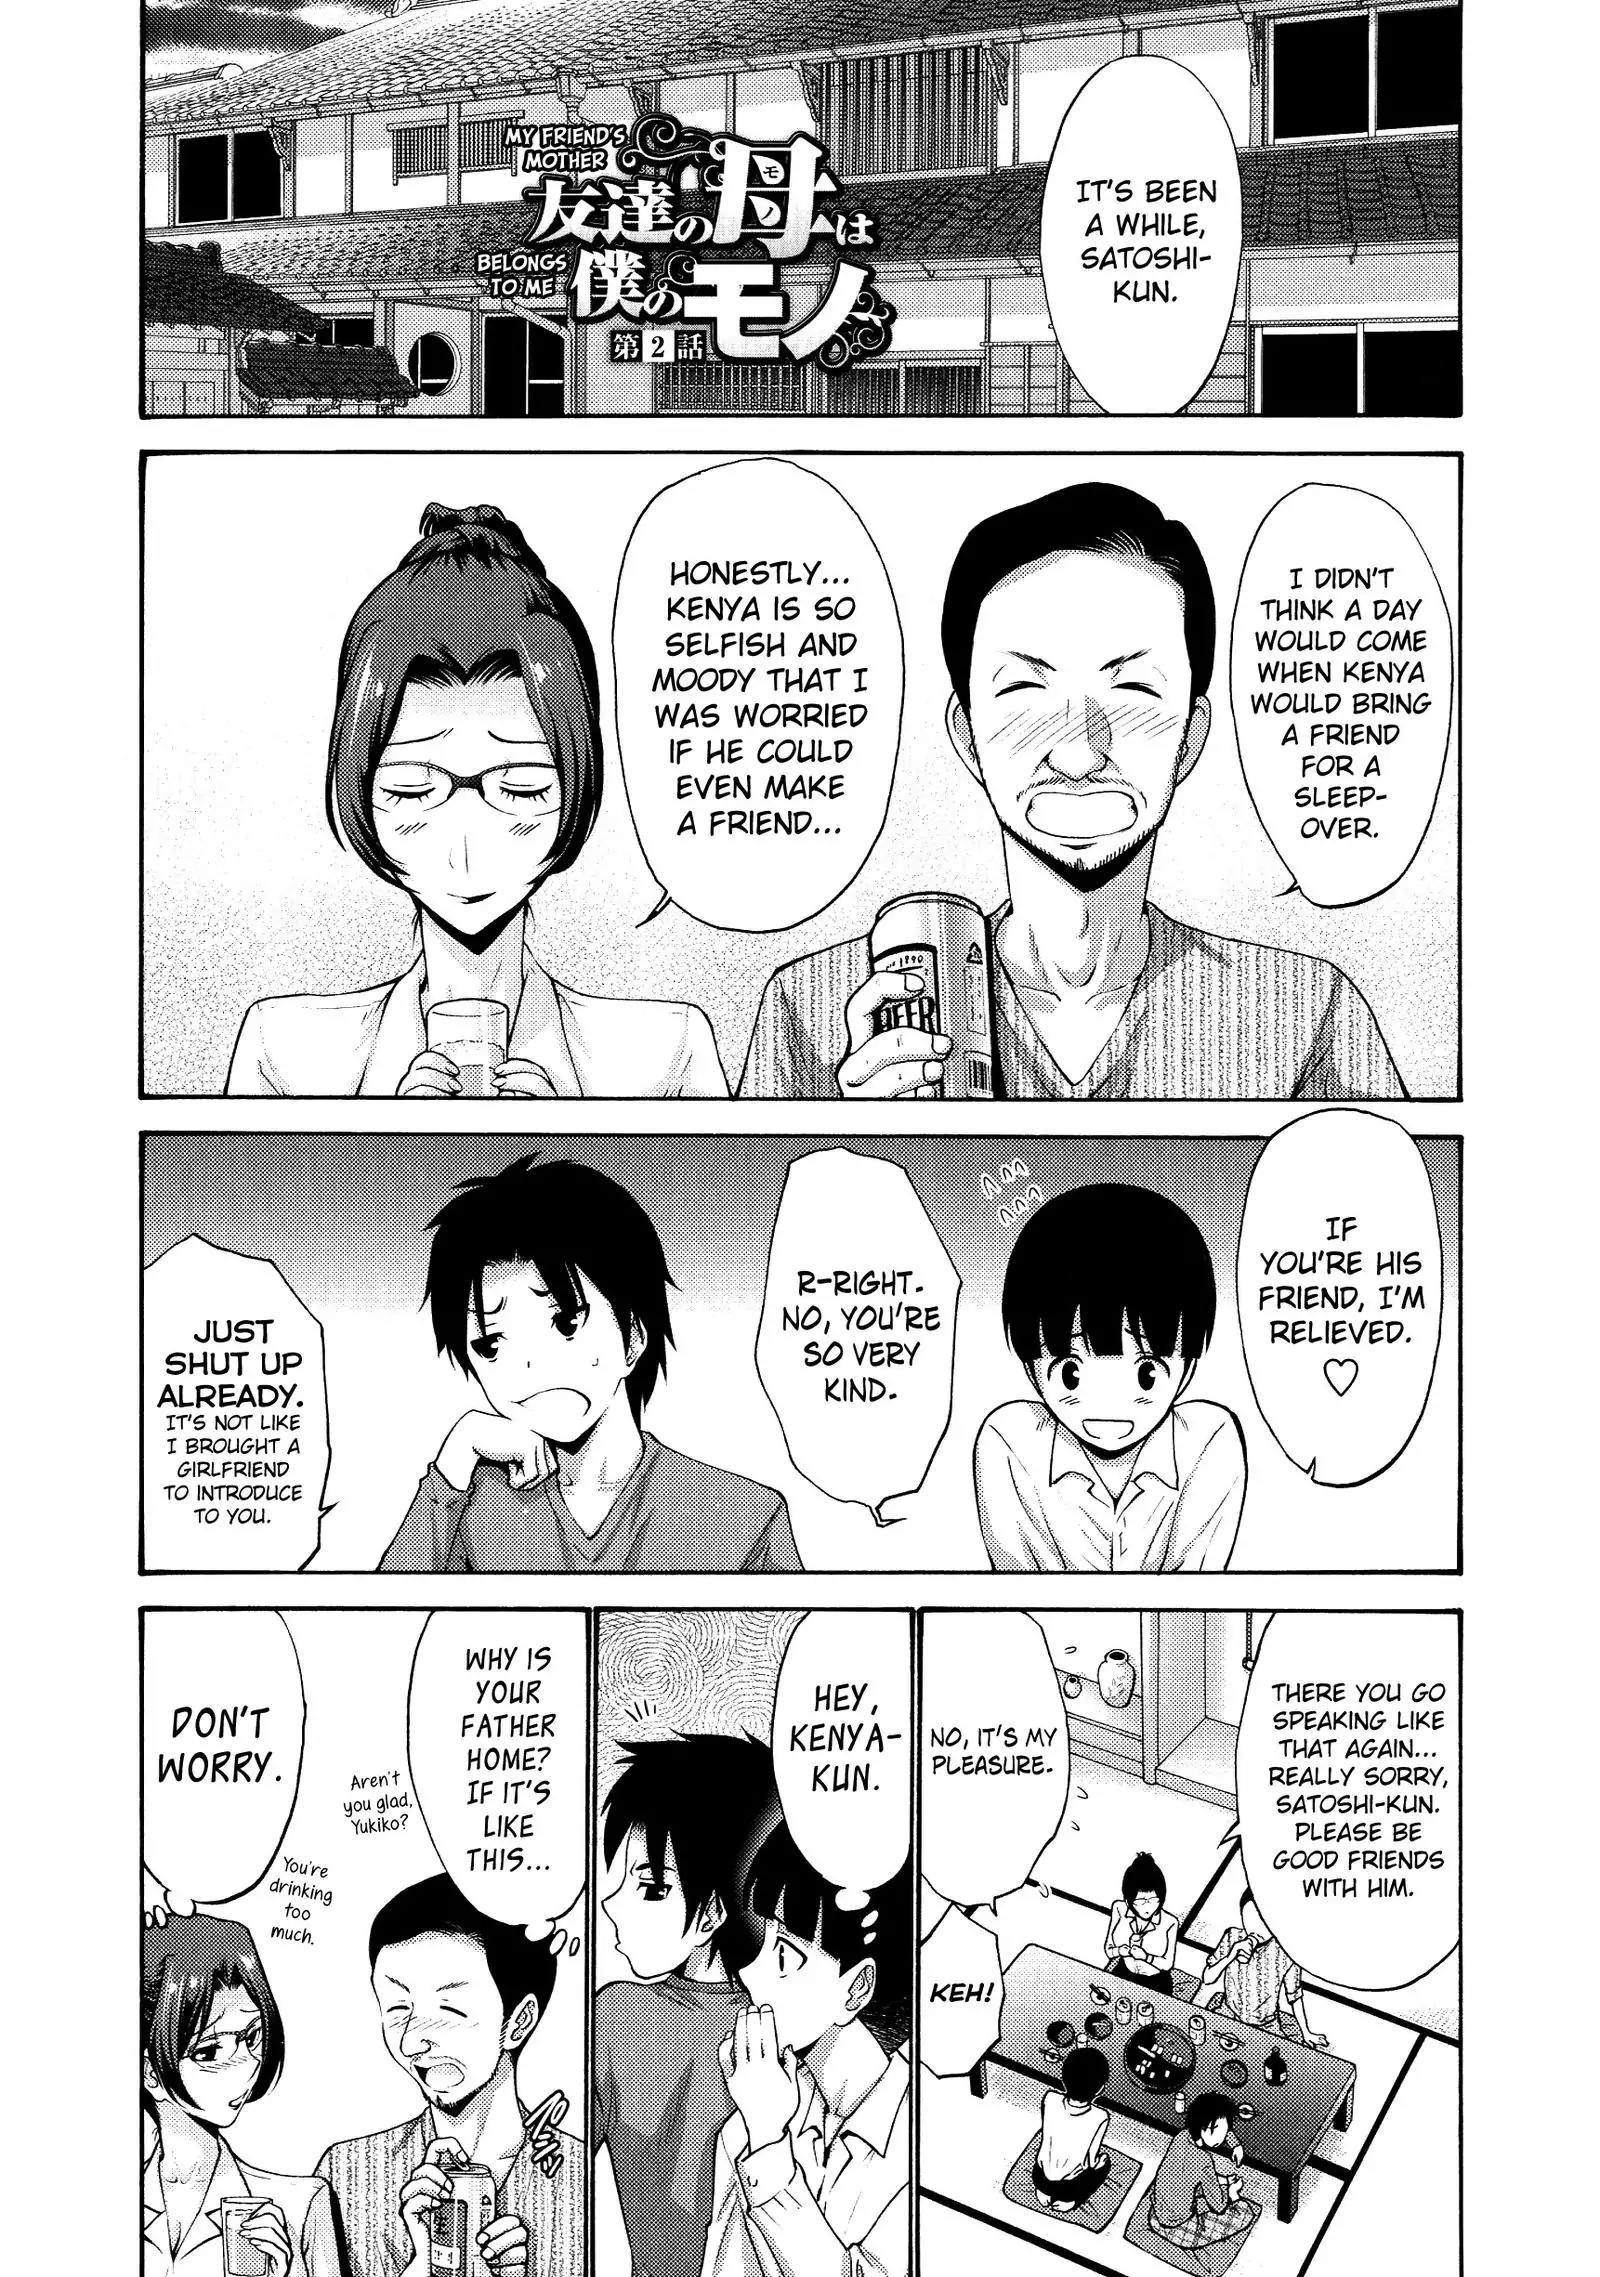 MY FRIEND'S
MOTHER
友達の母は
モノ
BELONGS
TO ME
僕のモノ
第2話
IT'S BEEN
A WHILE,
SATOSHI-
KUN.
I DIDN'T
THINK A DAY
WOULD COME
WHEN KENYA
WOULD BRING
A FRIEND
FOR A
SLEEP-
OVER.
HONESTLY...
KENYA IS SO
SELFISH AND
MOODY THAT I
WAS WORRIED
IF HE COULD
EVEN MAKE
A FRIEND...
1890
BEER
IF
YOU'RE HIS
FRIEND, I'M
RELIEVED.
♡
R-RIGHT.
NO, YOU'RE
SO VERY
KIND.
JUST
SHUT UP
ALREADY.
IT'S NOT LIKE
I BROUGHT A
GIRLFRIEND
TO INTRODUCE
TO YOU.
THERE YOU GO
SPEAKING LIKE
THAT AGAIN...
REALLY SORRY,
SATOSHI-KUN.
PLEASE BE
GOOD FRIENDS
WITH HIM.
NO, IT'S MY
PLEASURE.
KEH!
HEY,
KENYA-
KUN.
WHY IS
YOUR
FATHER
HOME?
IF IT'S
LIKE
THIS...
Aren't
you glad,
Yukiko?
You're
drinking
too
much.
DON'T
WORRY.